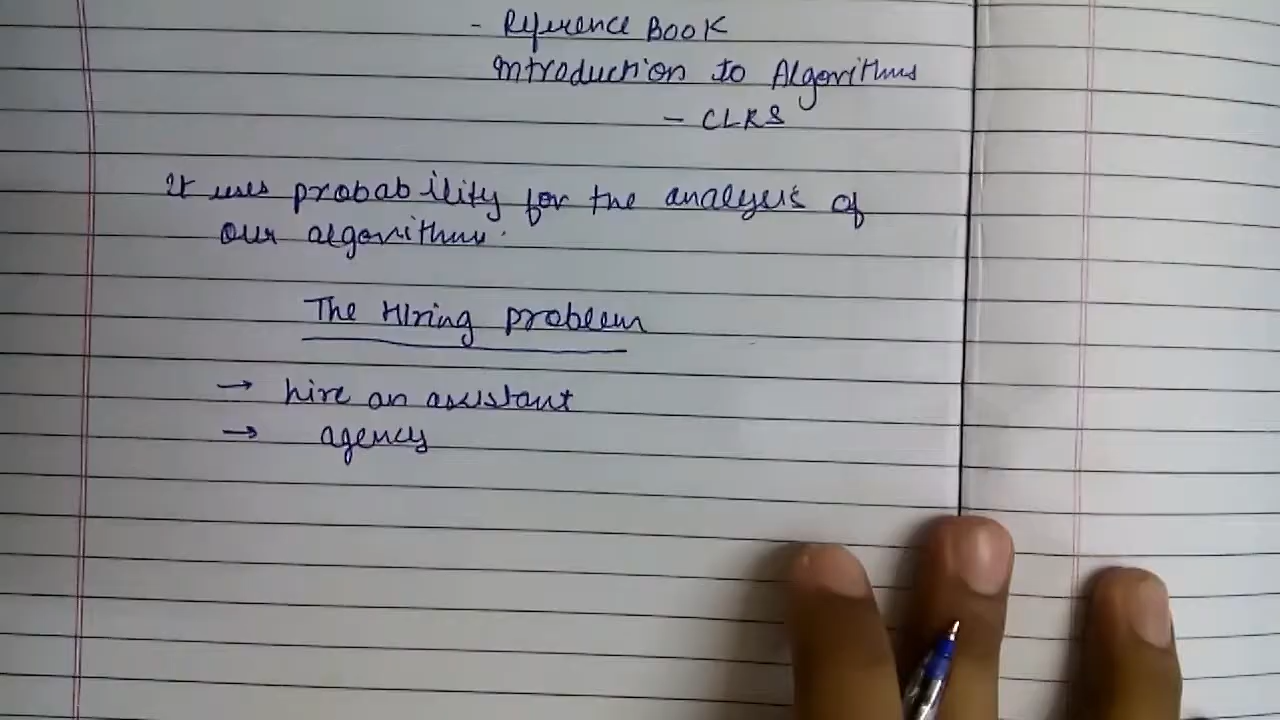 - Reference Book
Introduction to Algorithms
- CLRS
It uses probability for the analysis of
our algorithms.
The Hiring problem
→ hire an assistant
→ agency